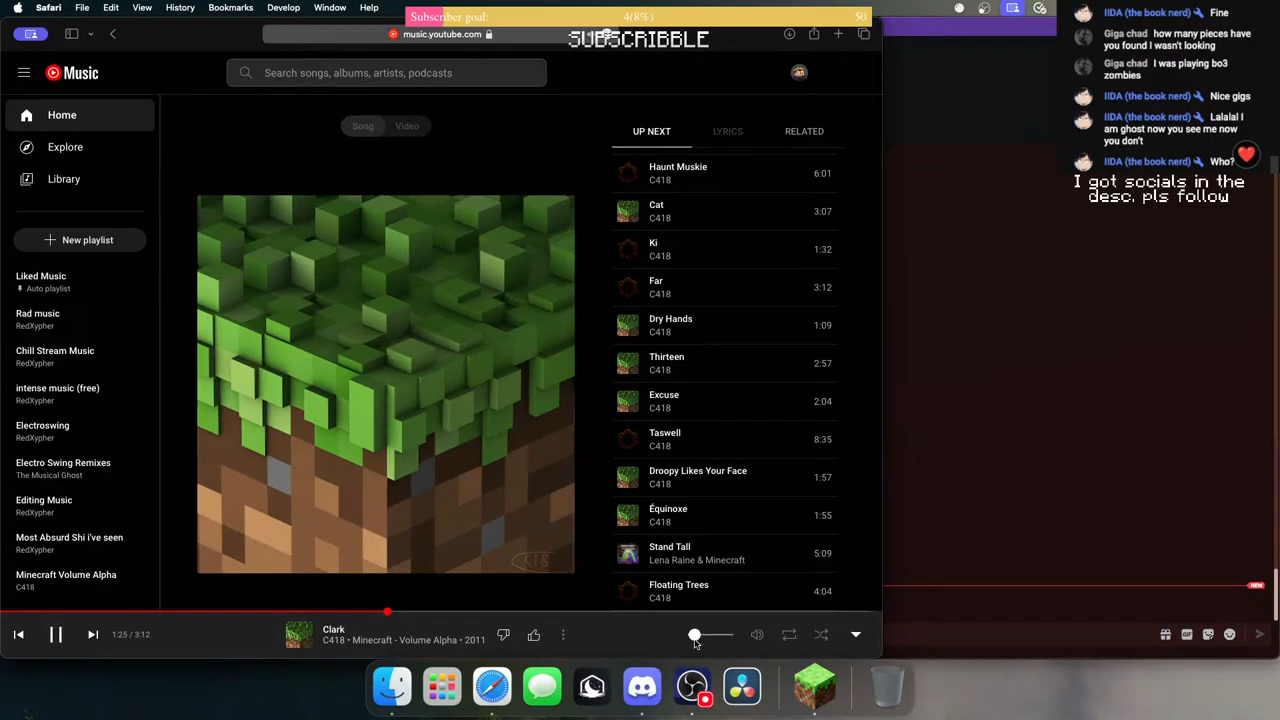 Safari File Edit View History Bookmarks Develop Window Help
Subscriber goal: 4(8%) 50
music.youtube.com
SUBSCRIBBLE
Music
Search songs, albums, artists, podcasts
Home
Explore
Library
New playlist
Liked Music
Auto playlist
Rad music
RedXypher
Chill Stream Music
RedXypher
intense music (free)
RedXypher
Electroswing
RedXypher
Electro Swing Remixes
The Musical Ghost
Editing Music
RedXypher
Most Absurd Shi i've seen
RedXypher
Minecraft Volume Alpha
C418
Song Video
C418
UP NEXT LYRICS RELATED
Haunt Muskie
C418
6:01
Cat
C418
3:07
Ki
C418
1:32
Far
C418
3:12
Dry Hands
C418
1:09
Thirteen
C418
2:57
Excuse
C418
2:04
Taswell
C418
8:35
Droopy Likes Your Face
C418
1:57
Équinoxe
C418
1:55
Stand Tall
Lena Raine & Minecraft
5:09
Floating Trees
C418
4:04
1:25 / 3:12
Clark
C418 • Minecraft - Volume Alpha • 2011
IIDA (the book nerd) Fine
Giga chad how many pieces have
you found I wasn't looking
Giga chad I was playing bo3
zombies
IIDA (the book nerd) Nice gigs
IIDA (the book nerd) Lalalal I
am ghost now you see me now
you don't
IIDA (the book nerd) Who?
I got socials in the
desc. pls follow
NEW
GIF